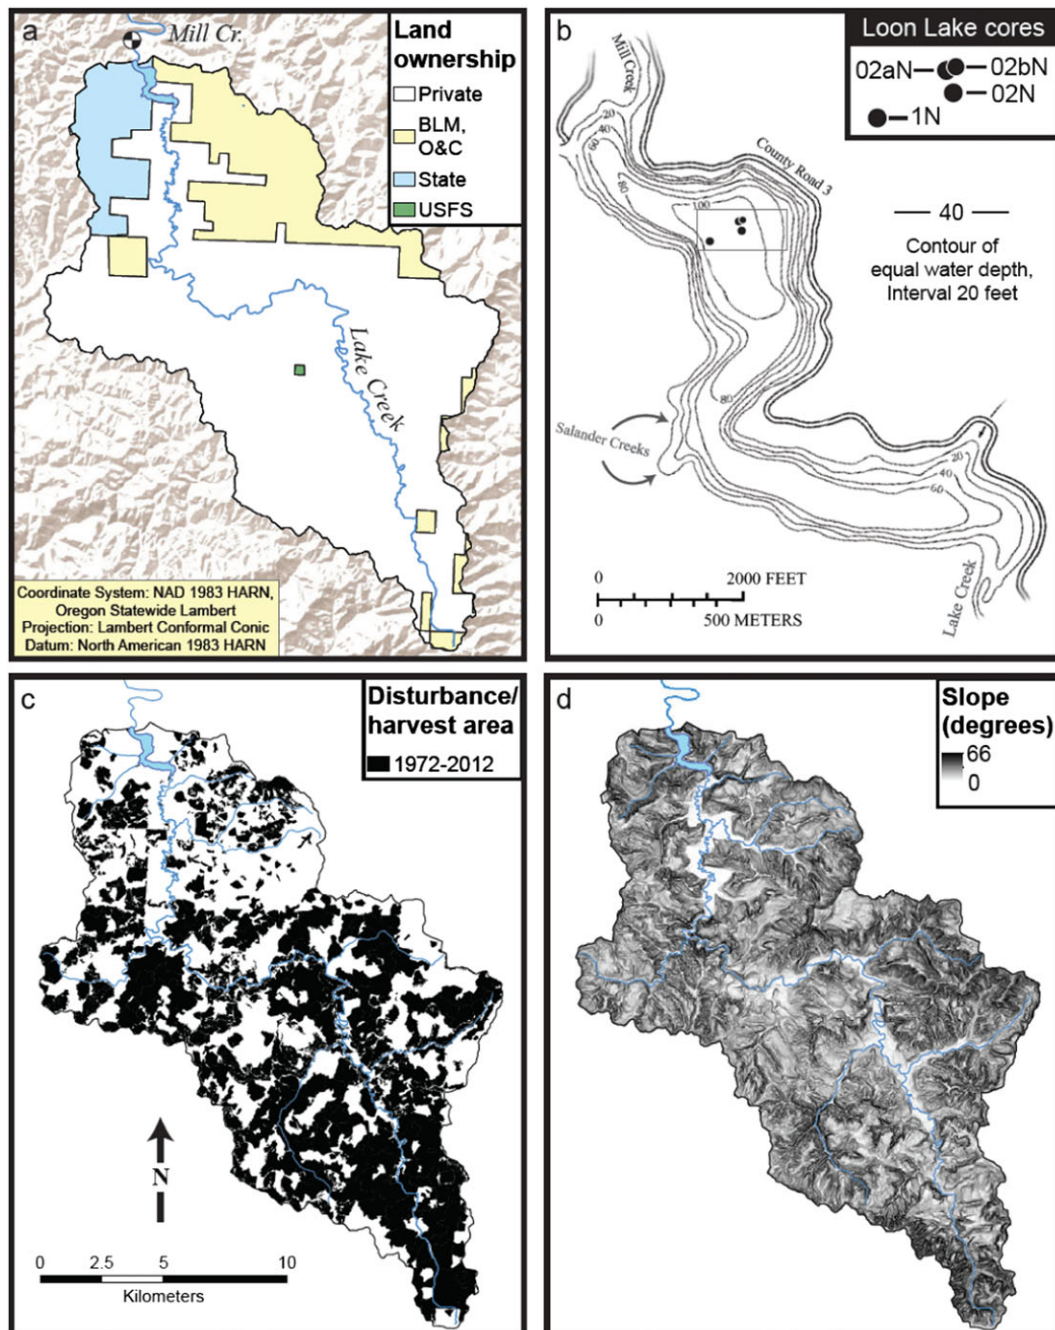 a
Mill Cr.
Land
ownership
Private
BLM,
O&C
State
USFS
Lake Creek
Coordinate System: NAD 1983 HARN,
Oregon Statewide Lambert
Projection: Lambert Conformal Conic
Datum: North American 1983 HARN
b
Loon Lake cores
02aN
02bN
02N
1N
Mill Creek
20
40
60
80
County Road 3
100
40
Contour of
equal water depth,
Interval 20 feet
80
Salander Creeks
20
40
60
0 2000 FEET
0 500 METERS
Lake Creek
c
Disturbance/
harvest area
1972-2012
N
0 2.5 5 10
Kilometers
d
Slope
(degrees)
66
0